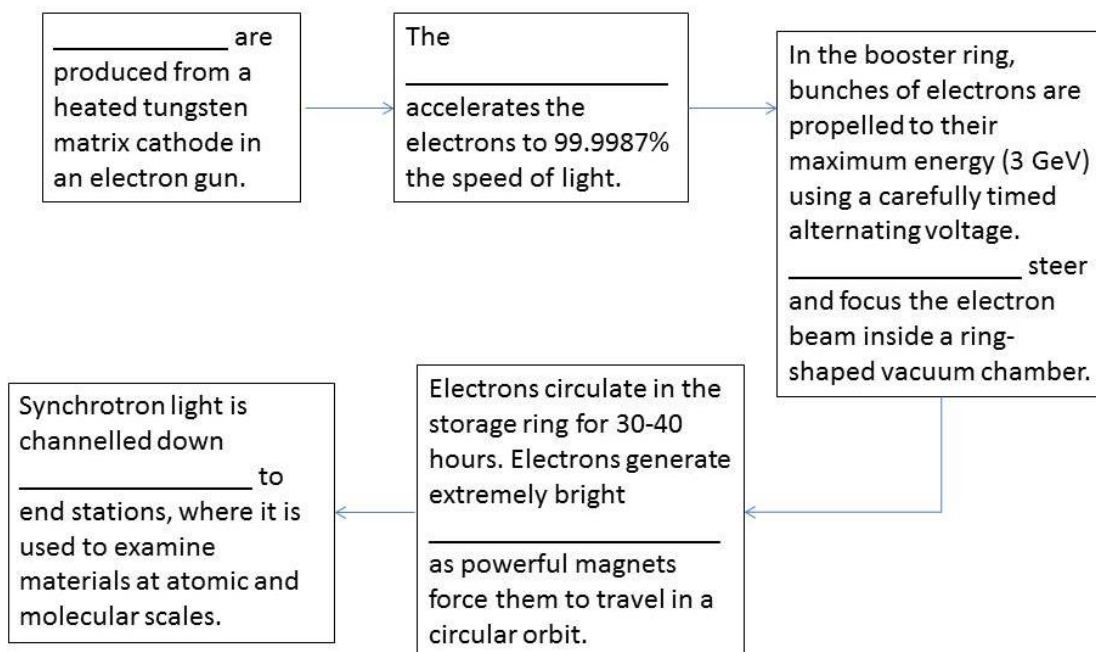 ______________ are
produced from a
heated tungsten
matrix cathode in
an electron gun.
The
_____________________
accelerates the
electrons to 99.9987%
the speed of light.
In the booster ring,
bunches of electrons are
propelled to their
maximum energy (3 GeV)
using a carefully timed
alternating voltage.
___________________ steer
and focus the electron
beam inside a ring-
shaped vacuum chamber.
Electrons circulate in the
storage ring for 30-40
hours. Electrons generate
extremely bright
________________________
as powerful magnets
force them to travel in a
circular orbit.
Synchrotron light is
channelled down
___________________ to
end stations, where it is
used to examine
materials at atomic and
molecular scales.